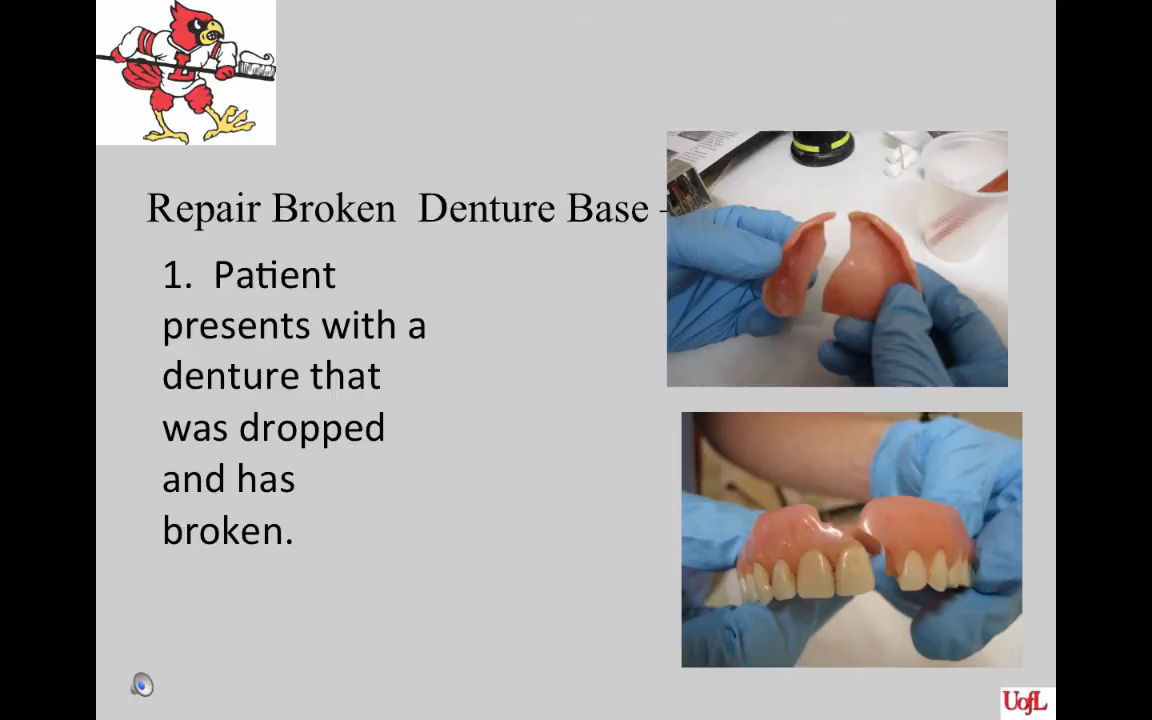 Repair Broken  Denture Base –
1.  Patient
presents with a
denture that
was dropped
and has
broken.
L
UofL